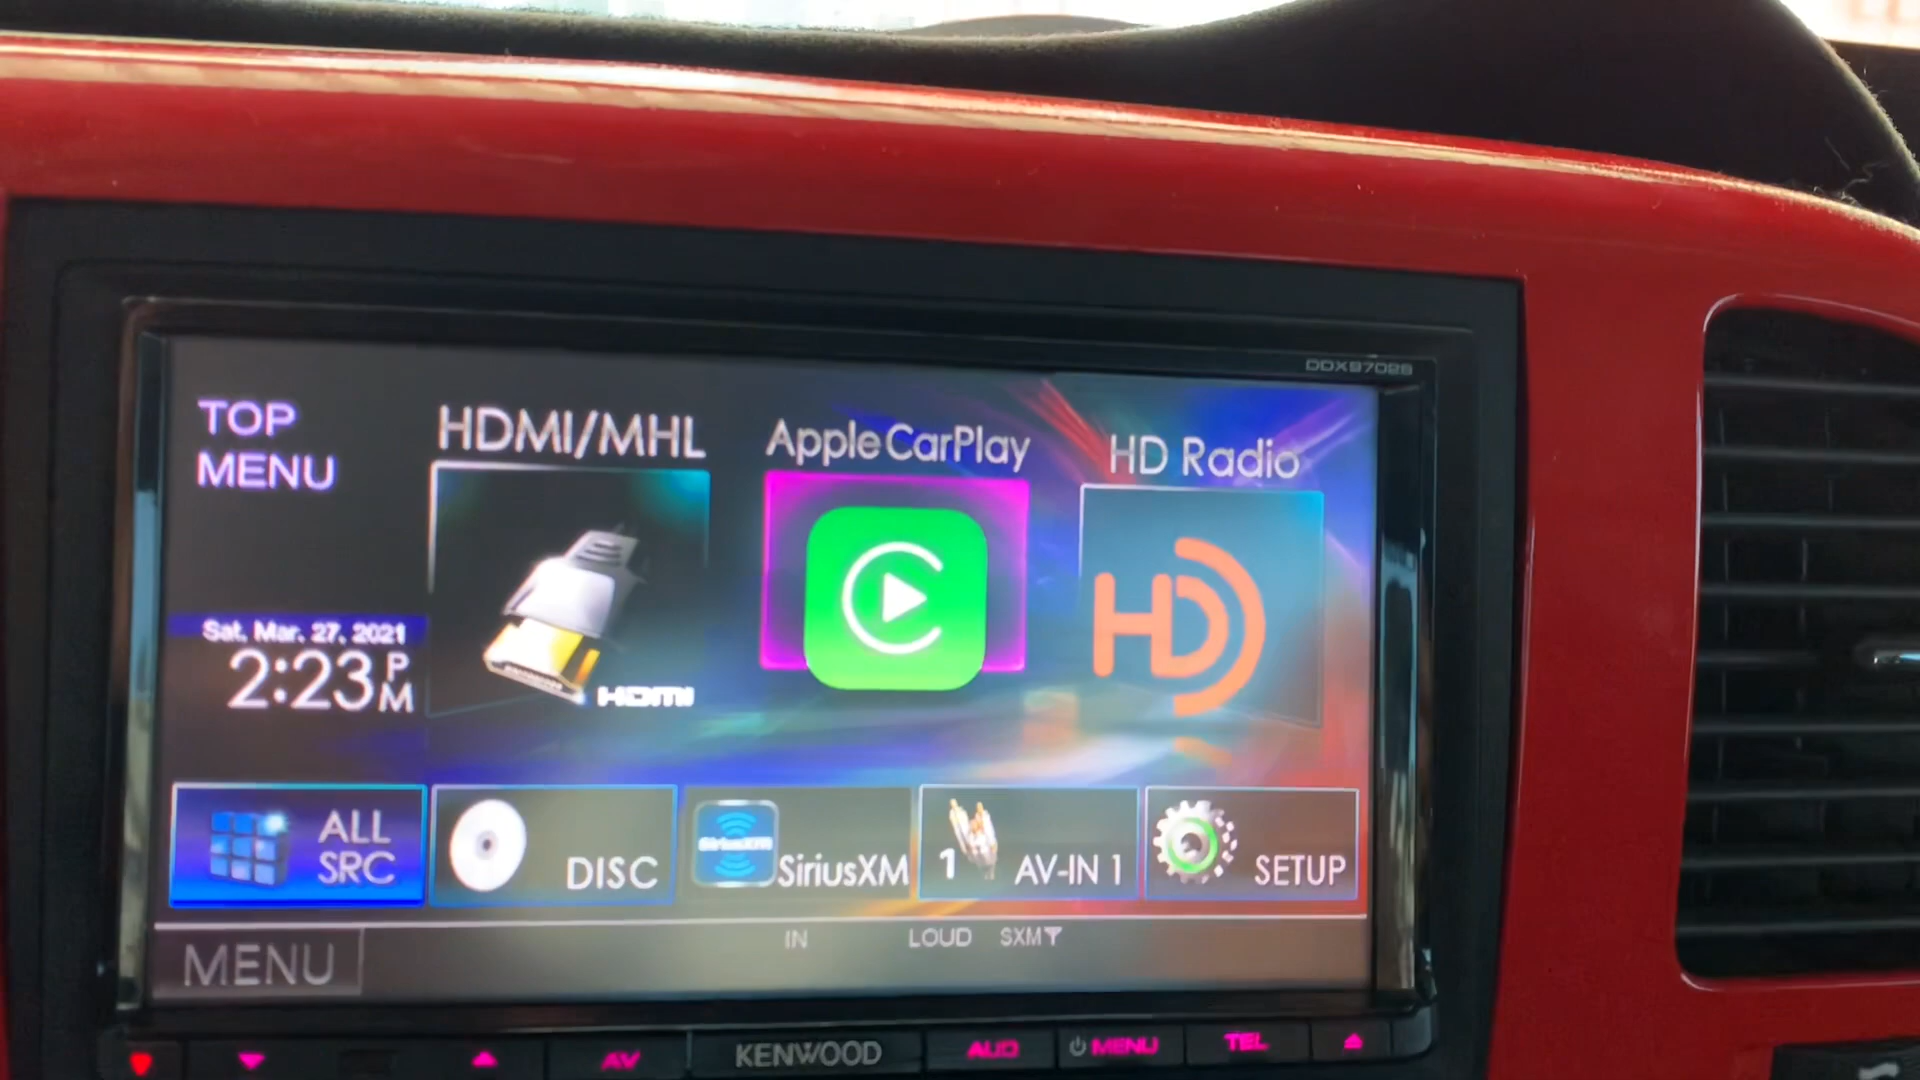 DDX9702S
TOP
MENU
HDMI/MHL
Apple CarPlay
HD Radio
HDMI
HD
Sat, Mar. 27, 2021
2:23 PM
ALL
SRC
DISC
SiriusXM
SiriusXM
1
AV-IN 1
SETUP
IN
LOUD
SXM
MENU
AV
KENWOOD
AUD
MENU
TEL